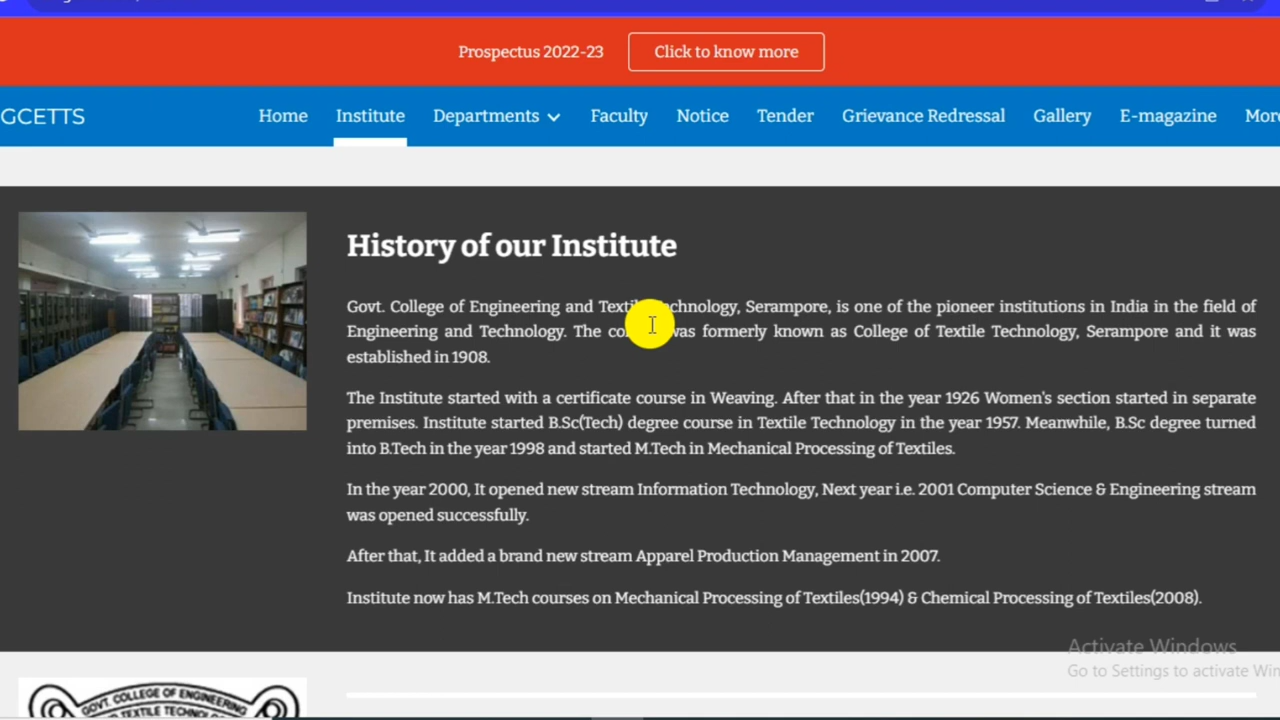 Prospectus 2022-23 Click to know more
GCETTS Home Institute Departments Faculty Notice Tender Grievance Redressal Gallery E-magazine
History of our Institute
Govt. College of Engineering and Technology, Serampore, is one of the pioneer institutions in India in the field of
Engineering and Technology. The was formerly known as College of Textile Technology, Serampore and it was
established in 1908.
The Institute started with a certificate course in Weaving. After that in the year 1926 Women's section started in separate
premises. Institute started B.Sc(Tech) degree course in Textile Technology in the year 1957. Meanwhile, B.Sc degree turned
into B.Tech in the year 1998 and started M.Tech in Mechanical Processing of Textiles.
In the year 2000, It opened new stream Information Technology, Next year i.e. 2001 Computer Science & Engineering stream
was opened successfully.
After that, It added a brand new stream Apparel Production Management in 2007.
Institute now has M.Tech courses on Mechanical Processing of Textiles(1994) & Chemical Processing of Textiles(2008).
Activate Windows
Go to Settings to activate Win
GOVT. COLLEGE OF ENGINEERING
TEXTILE